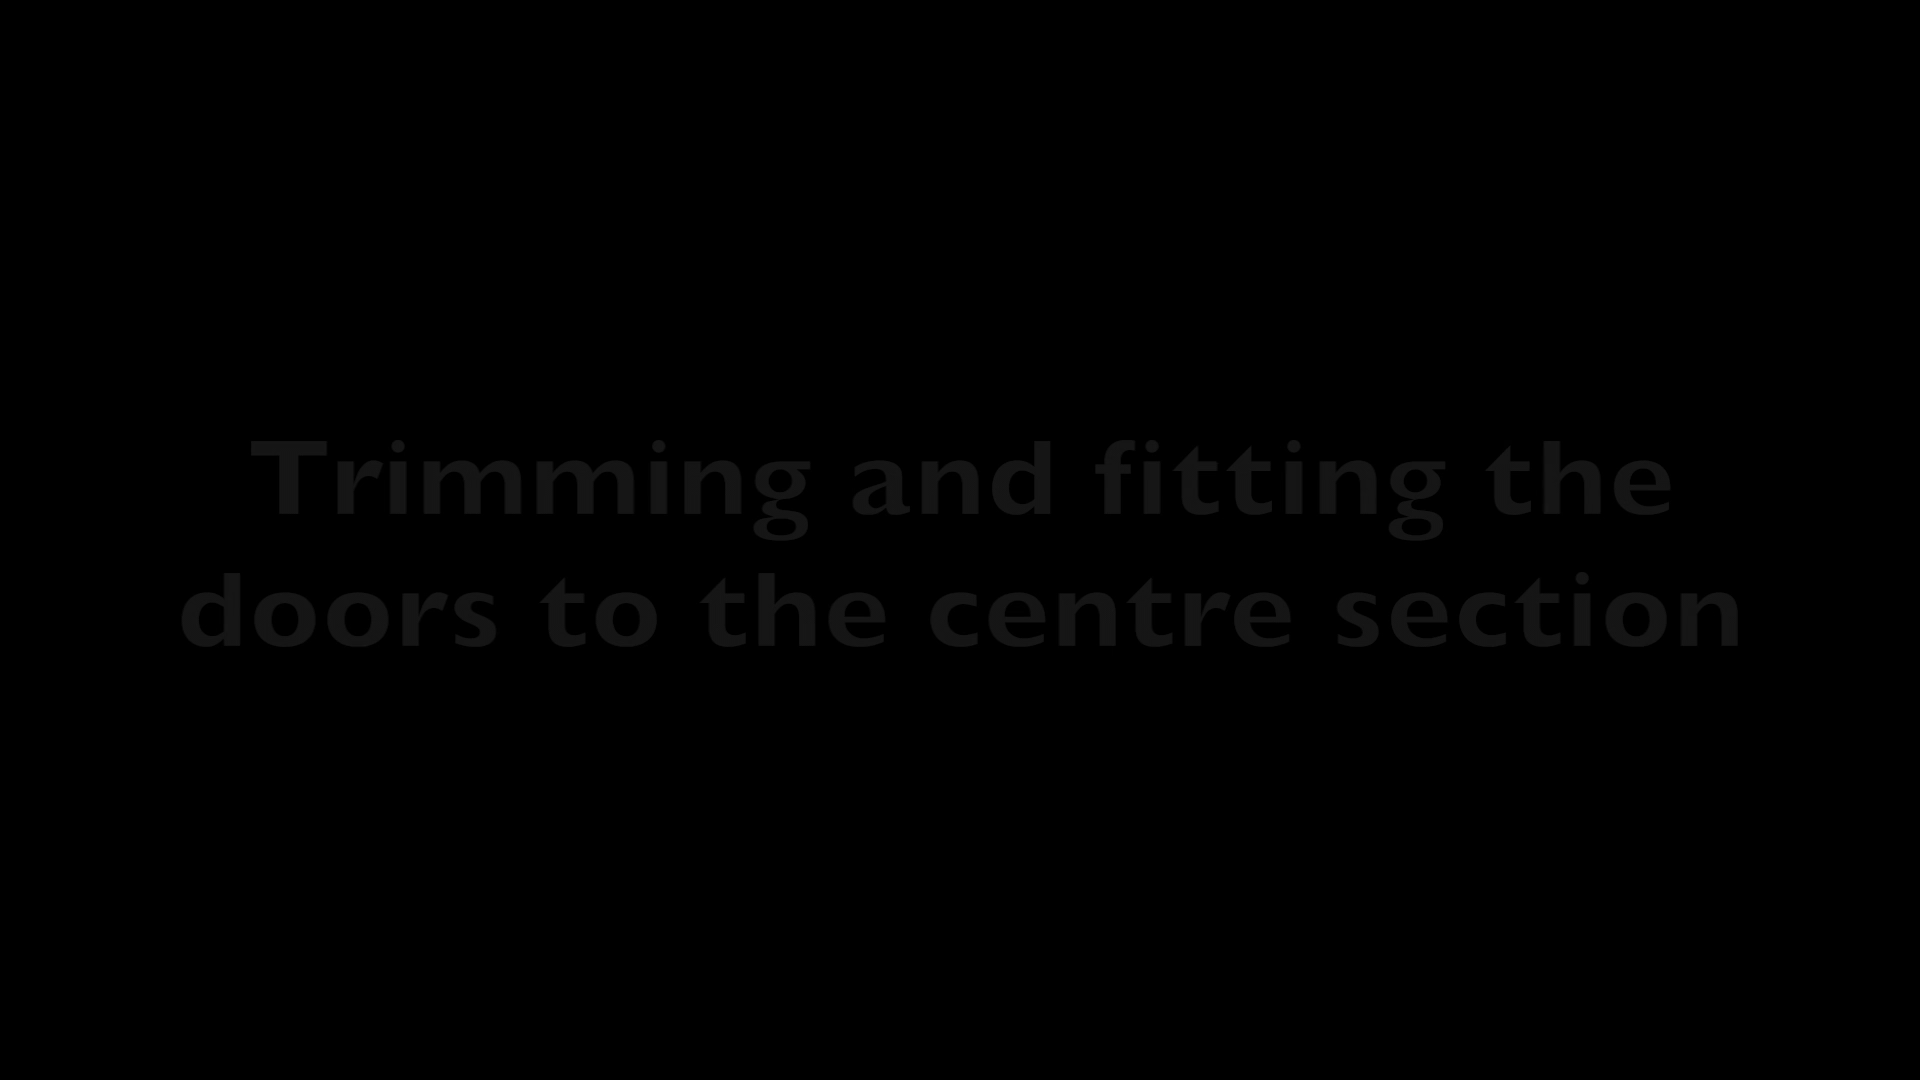 Trimming and fitting the
doors to the centre section